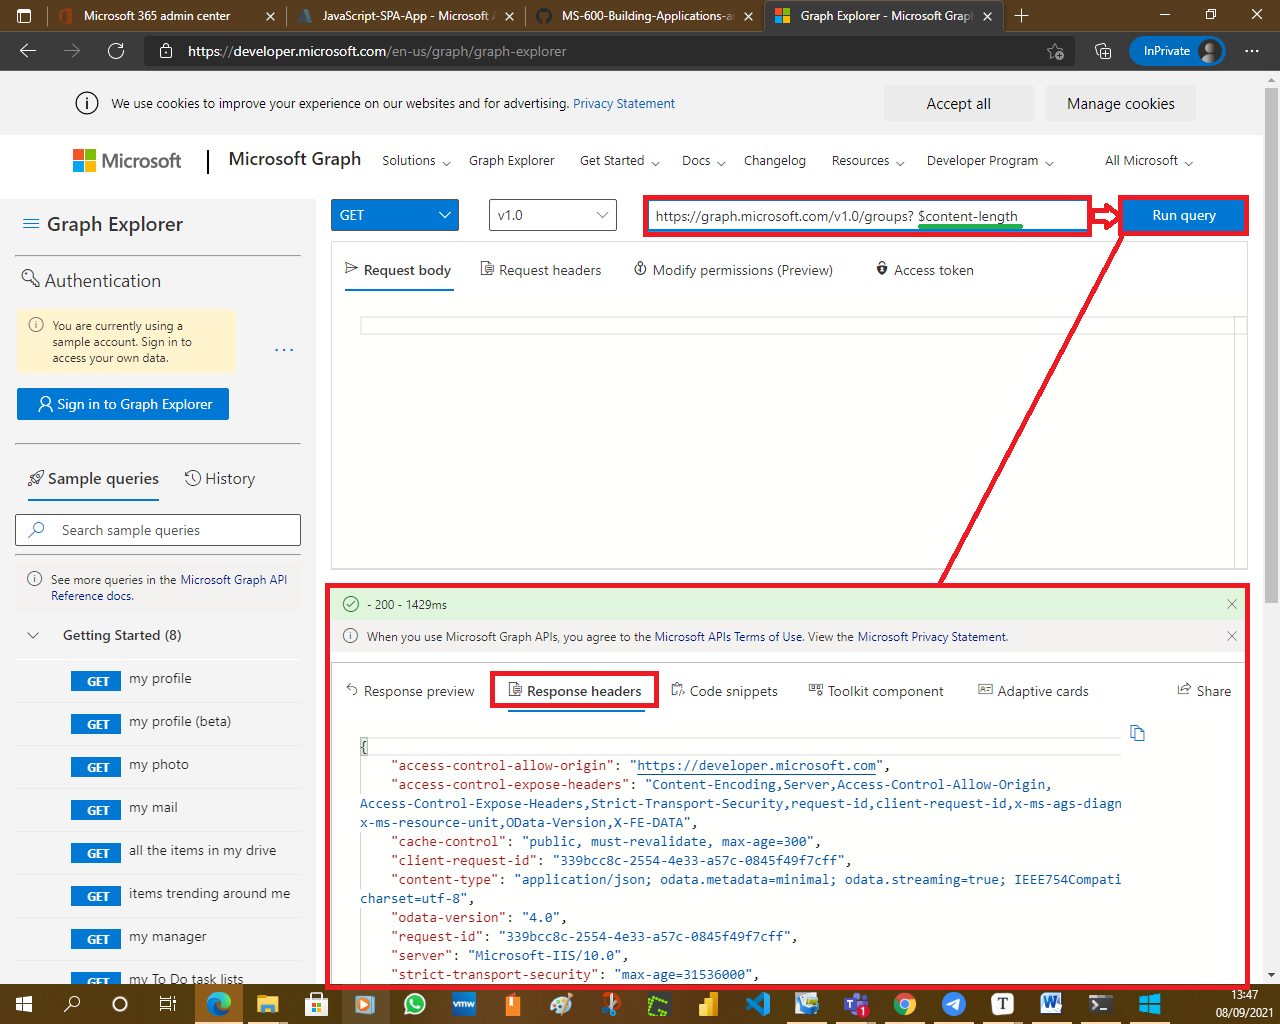 Microsoft 365 admin center
JavaScript-SPA-App - Microsoft A
MS-600-Building-Applications-an
Graph Explorer - Microsoft Graph
https://developer.microsoft.com/en-us/graph/graph-explorer
InPrivate
We use cookies to improve your experience on our websites and for advertising. Privacy Statement
Accept all
Manage cookies
Microsoft
Microsoft Graph
Solutions
Graph Explorer
Get Started
Docs
Changelog
Resources
Developer Program
All Microsoft
Graph Explorer
GET
v1.0
https://graph.microsoft.com/v1.0/groups? $content-length
Run query
Authentication
You are currently using a
sample account. Sign in to
access your own data.
...
Sign in to Graph Explorer
Request body
Request headers
Modify permissions (Preview)
Access token
Sample queries
History
Search sample queries
See more queries in the Microsoft Graph API
Reference docs.
Getting Started (8)
GET my profile
GET my profile (beta)
GET my photo
GET my mail
GET all the items in my drive
GET items trending around me
GET my manager
GET my To Do task lists
- 200 - 1429ms
When you use Microsoft Graph APIs, you agree to the Microsoft APIs Terms of Use. View the Microsoft Privacy Statement.
Response preview
Response headers
Code snippets
Toolkit component
Adaptive cards
Share
{
"access-control-allow-origin": "https://developer.microsoft.com",
"access-control-expose-headers": "Content-Encoding,Server,Access-Control-Allow-Origin,
Access-Control-Expose-Headers,Strict-Transport-Security,request-id,client-request-id,x-ms-ags-diagn
x-ms-resource-unit,OData-Version,X-FE-DATA",
"cache-control": "public, must-revalidate, max-age=300",
"client-request-id": "339bcc8c-2554-4e33-a57c-0845f49f7cff",
"content-type": "application/json; odata.metadata=minimal; odata.streaming=true; IEEE754Compati
charset=utf-8",
"odata-version": "4.0",
"request-id": "339bcc8c-2554-4e33-a57c-0845f49f7cff",
"server": "Microsoft-IIS/10.0",
"strict-transport-security": "max-age=31536000",
vmw
1
T
13:47
08/09/2021